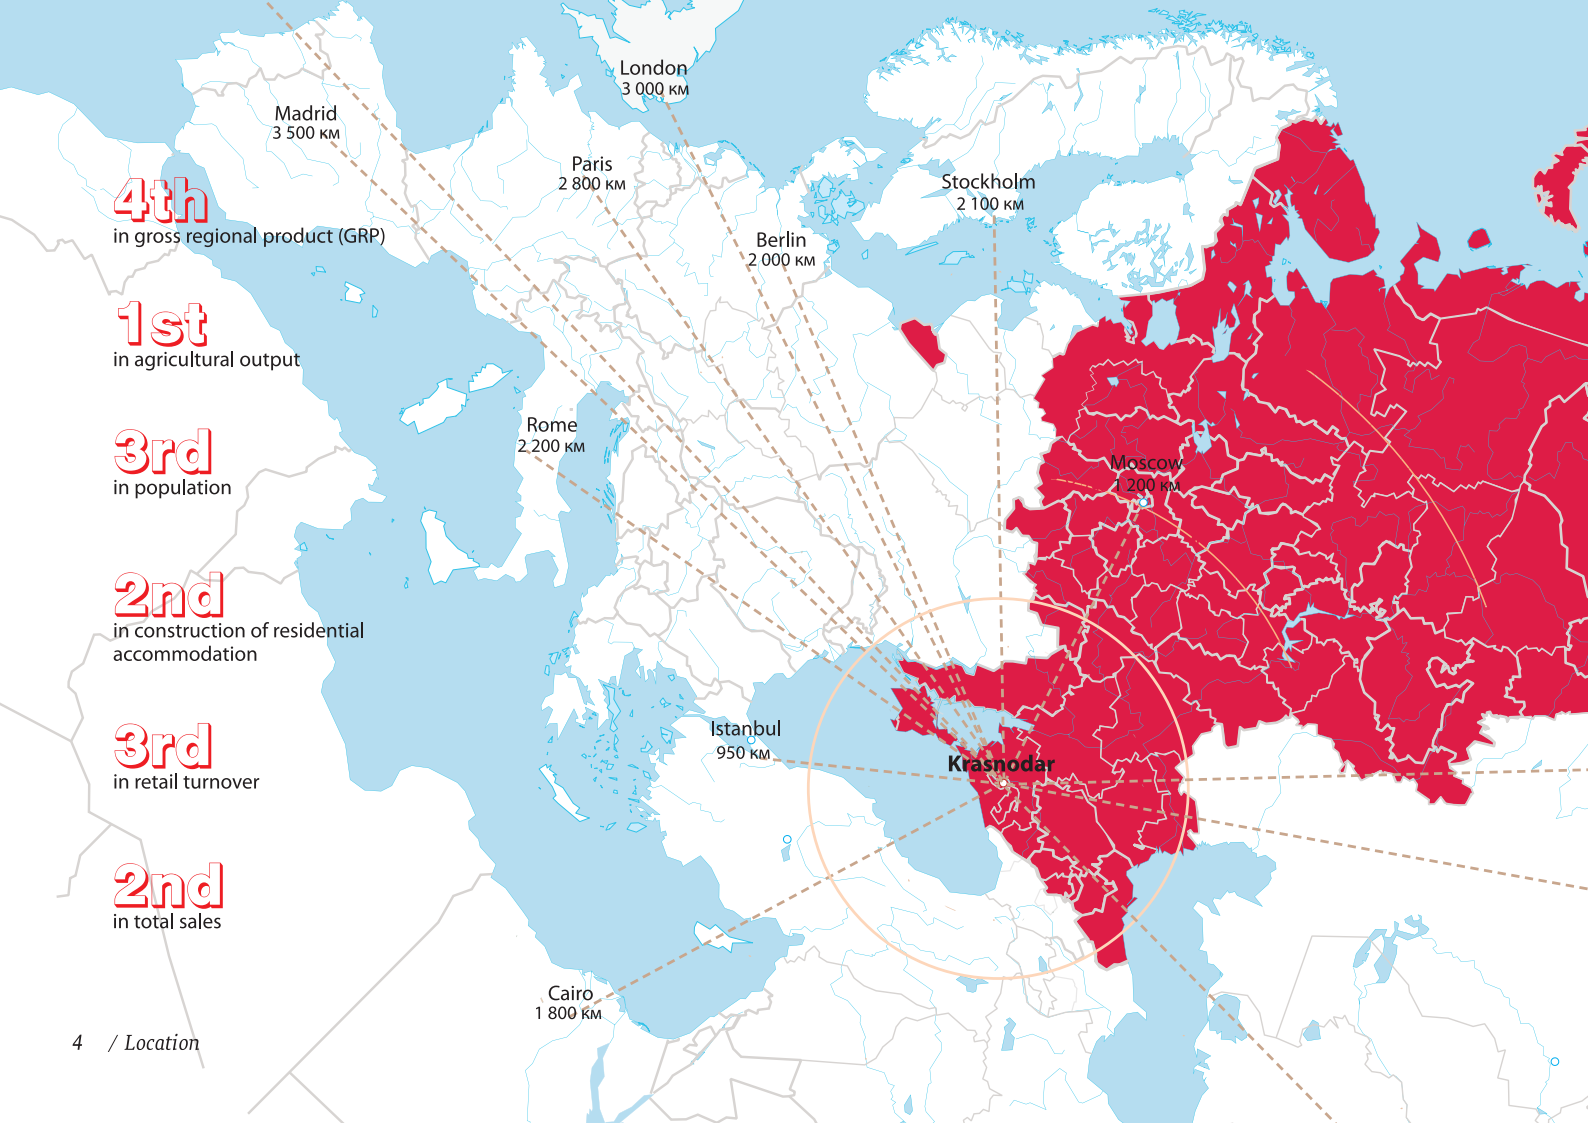 London
3 000 км
Madrid
3 500 км
Paris
2 800 км
Stockholm
2 100 км
4th
in gross regional product (GRP)
Berlin
2 000 км
1st
in agricultural output
Rome
2 200 км
3rd
in population
Moscow
1 200 км
2nd
in construction of residential
accommodation
3rd
in retail turnover
Istanbul
950 км
Krasnodar
2nd
in total sales
Cairo
1 800 км
4 / Location